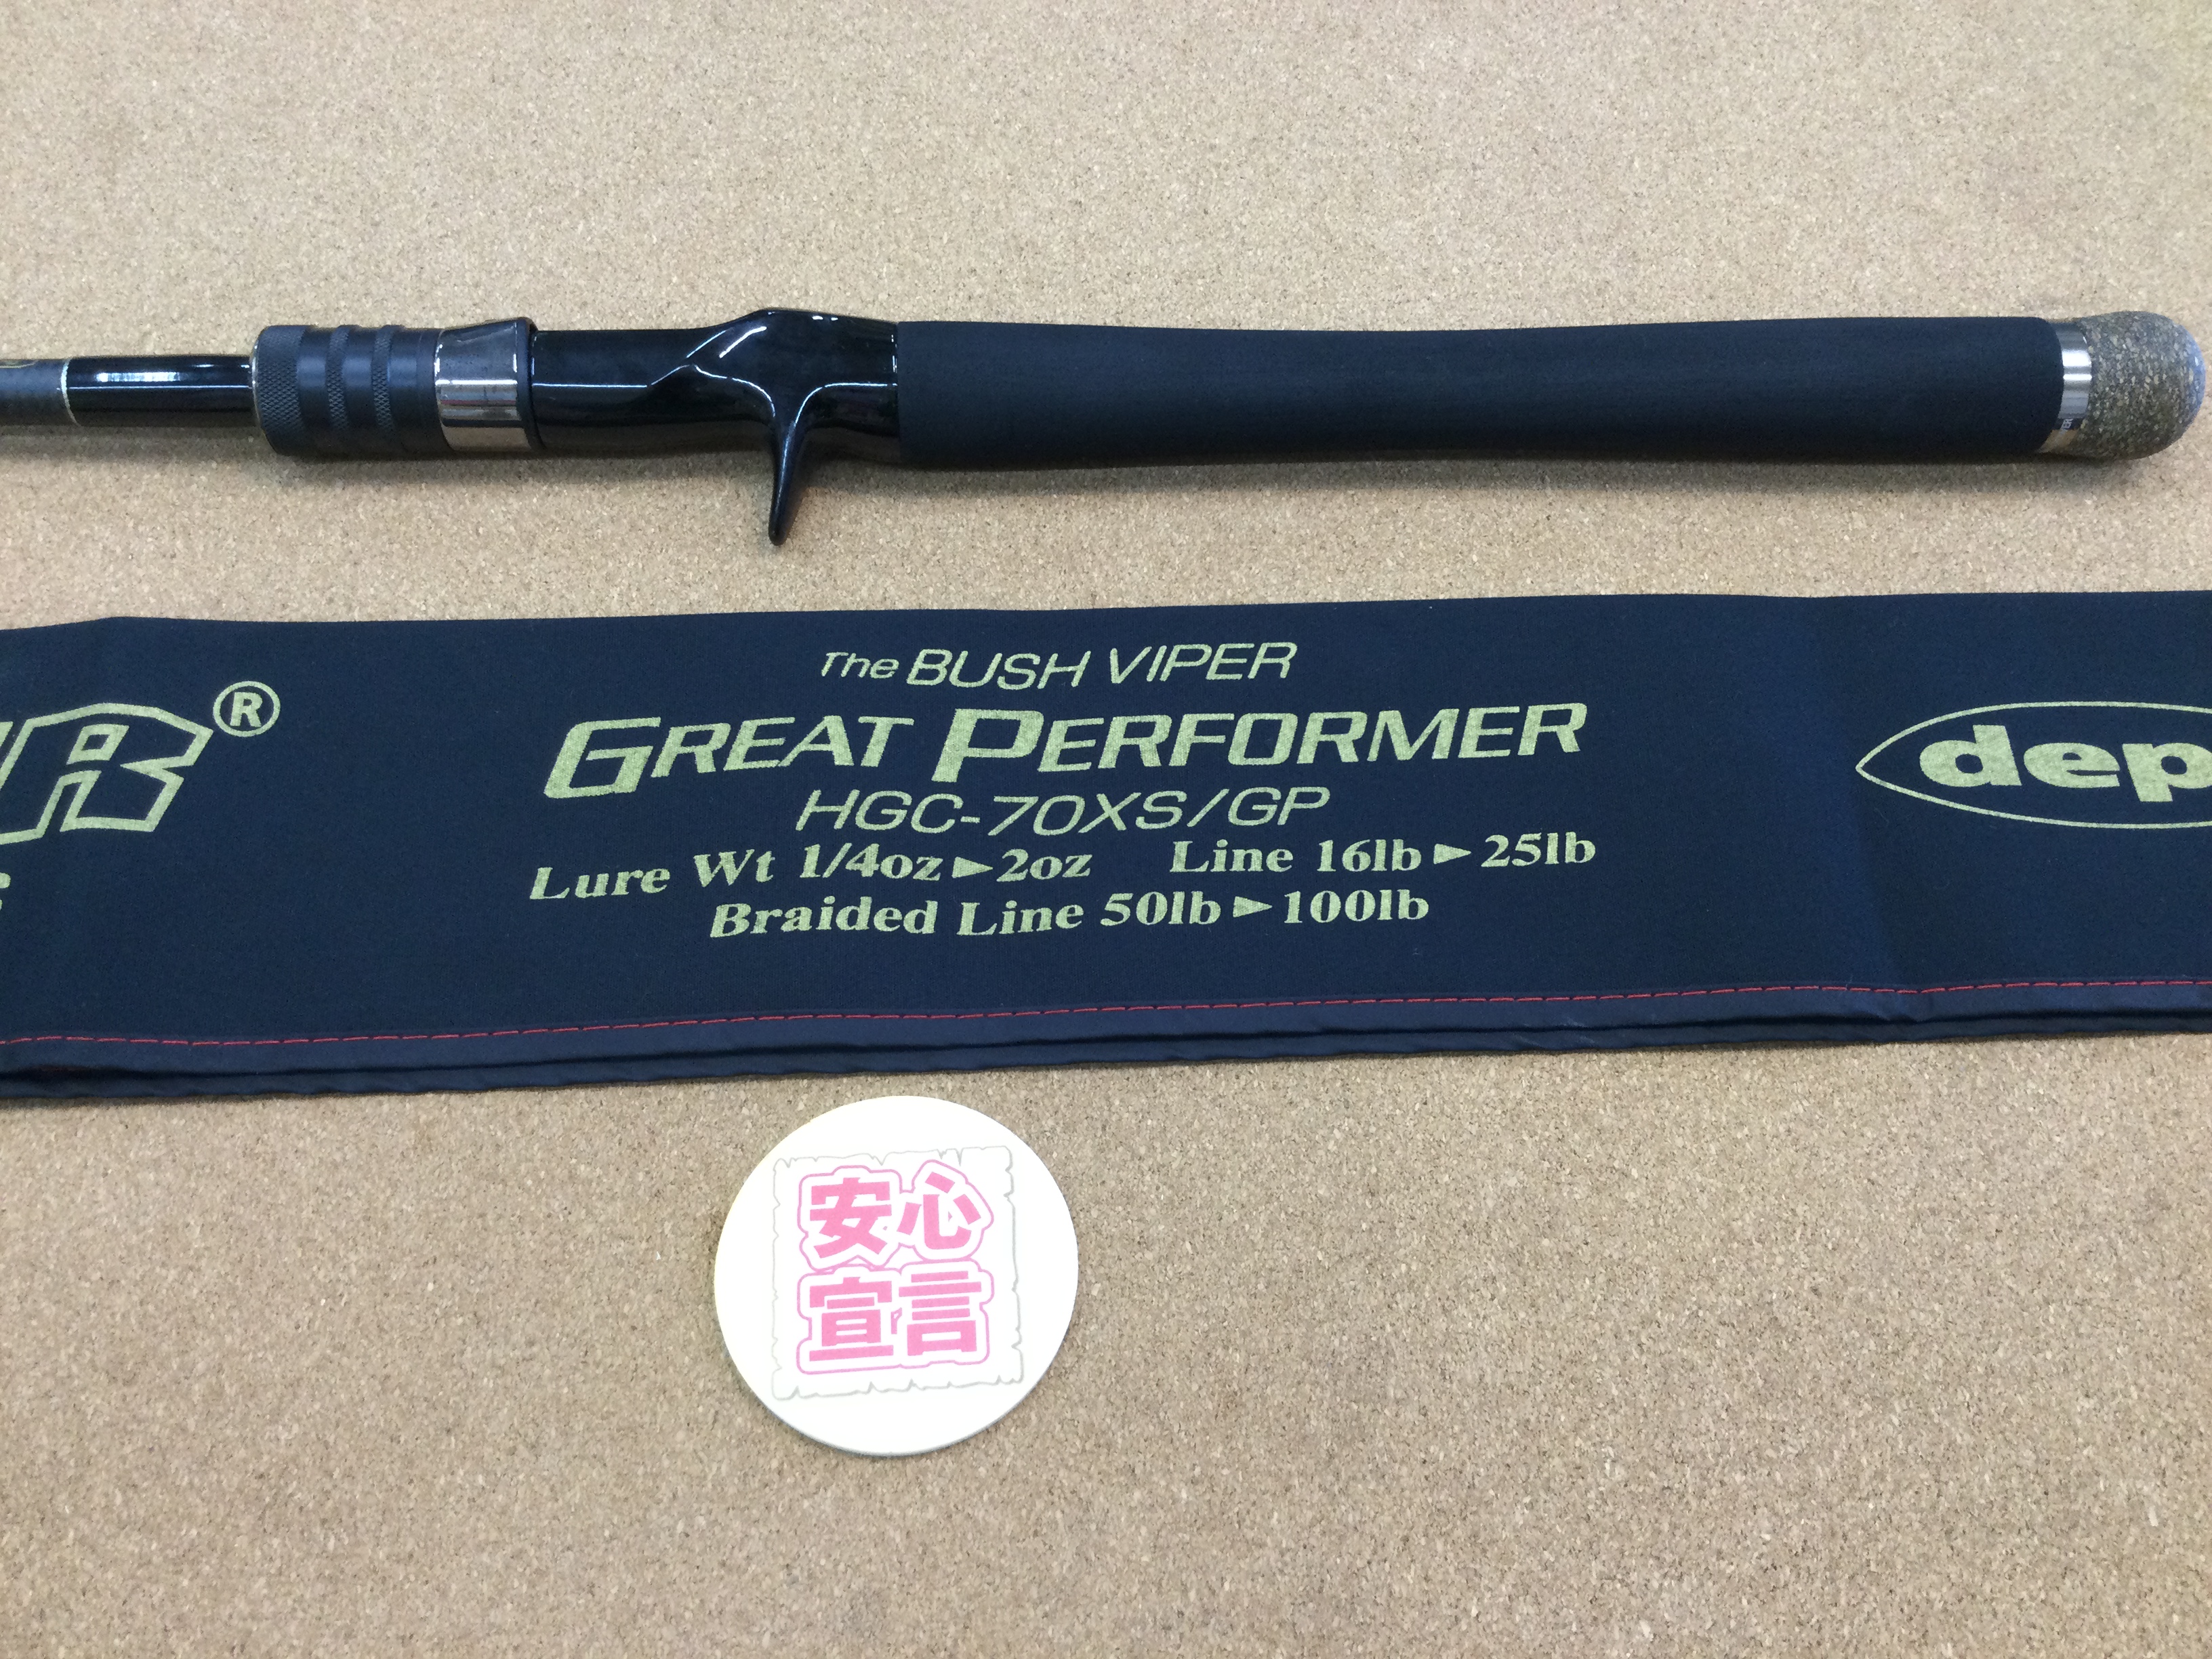 The BUSH VIPER
GREAT PERFORMER
HGC-70XS/GP
Lure Wt 1/4oz►2oz Line 16lb►25lb
Braided Line 50lb►100lb
R®
dep
安心
宣言